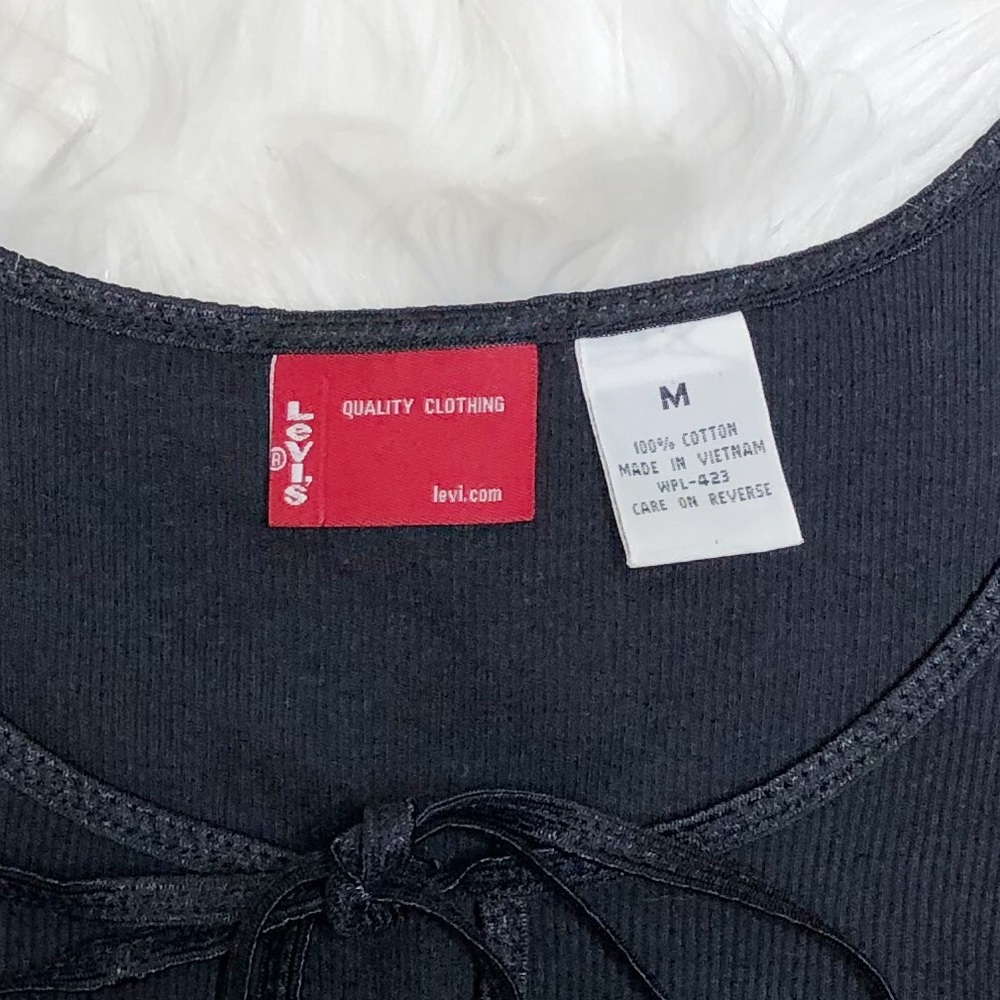 LeVI'S
®
QUALITY CLOTHING
levi.com
M
100% COTTON
MADE IN VIETNAM
WPL-423
CARE ON REVERSE